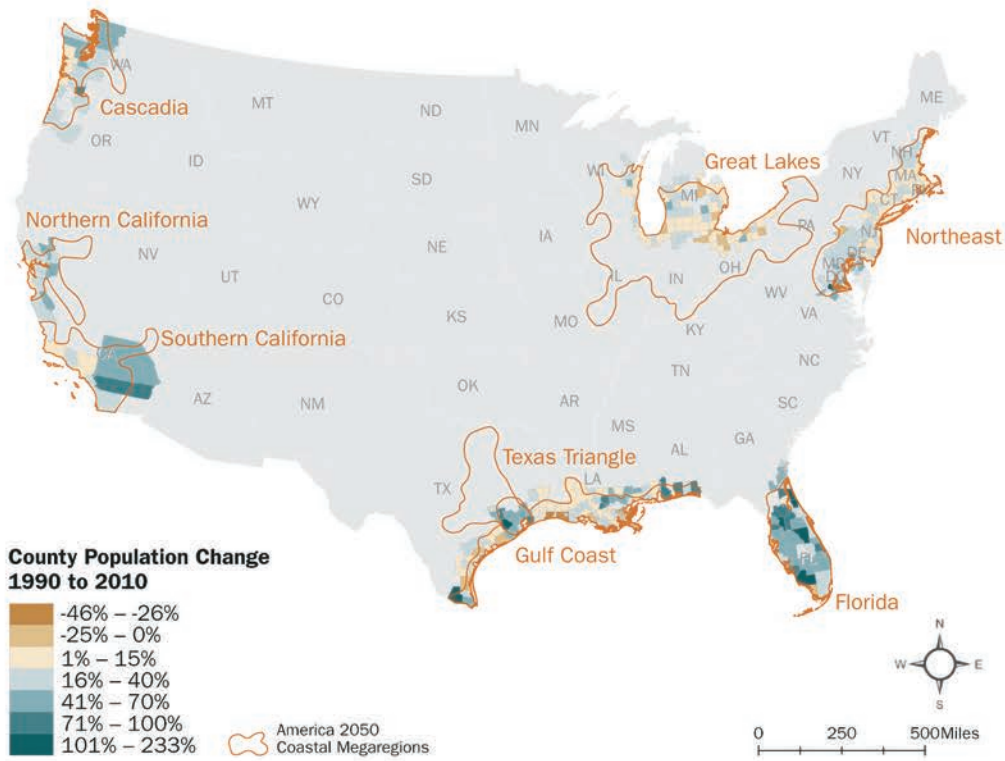 ME
WA
MT
ND
VT
Cascadia
MN
NH
OR
Great Lakes
WI
NY
MA
ID
SD
MI
CT
WY
Northern California
PA
NJ
Northeast
NV
NE
IA
OH
DE
UT
IL
IN
MD
DC
CO
WV
KS
MO
VA
KY
Southern California
CA
TN
NC
AZ
NM
OK
AR
SC
MS
AL
GA
Texas Triangle
LA
TX
Gulf Coast
FL
Florida
County Population Change
1990 to 2010
-46% – -26%
-25% – 0%
1% – 15%
16% – 40%
41% – 70%
71% – 100%
101% – 233%
America 2050
Coastal Megaregions
N
W
E
S
0 250 500Miles